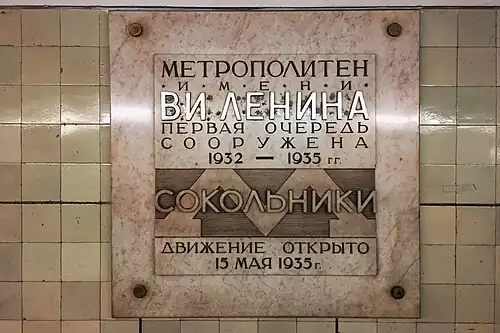 МЕТРОПОЛИТЕН
ИМЕНИ
В.И. ЛЕНИНА
ПЕРВАЯ ОЧЕРЕДЬ
СООРУЖЕНА
1932 — 1935 гг.
СОКОЛЬНИКИ
ДВИЖЕНИЕ ОТКРЫТО
15 МАЯ 1935 г.